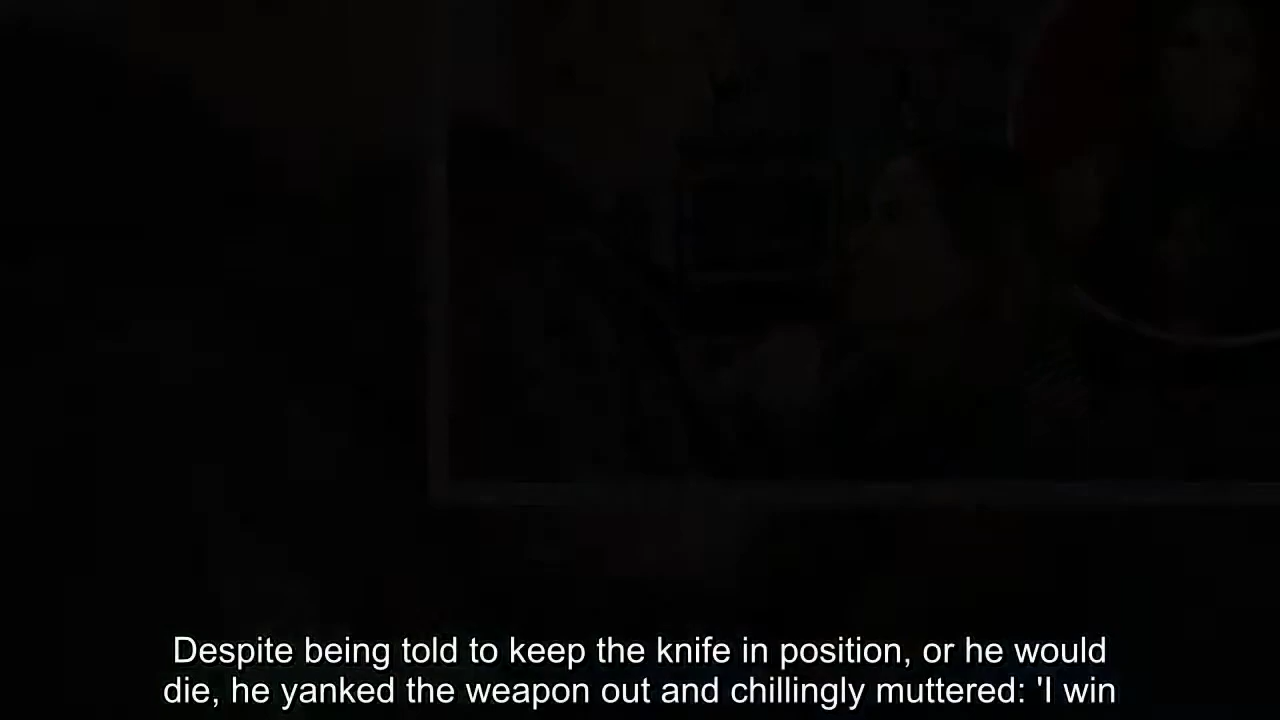 Despite being told to keep the knife in position, or he would
die, he yanked the weapon out and chillingly muttered: 'I win